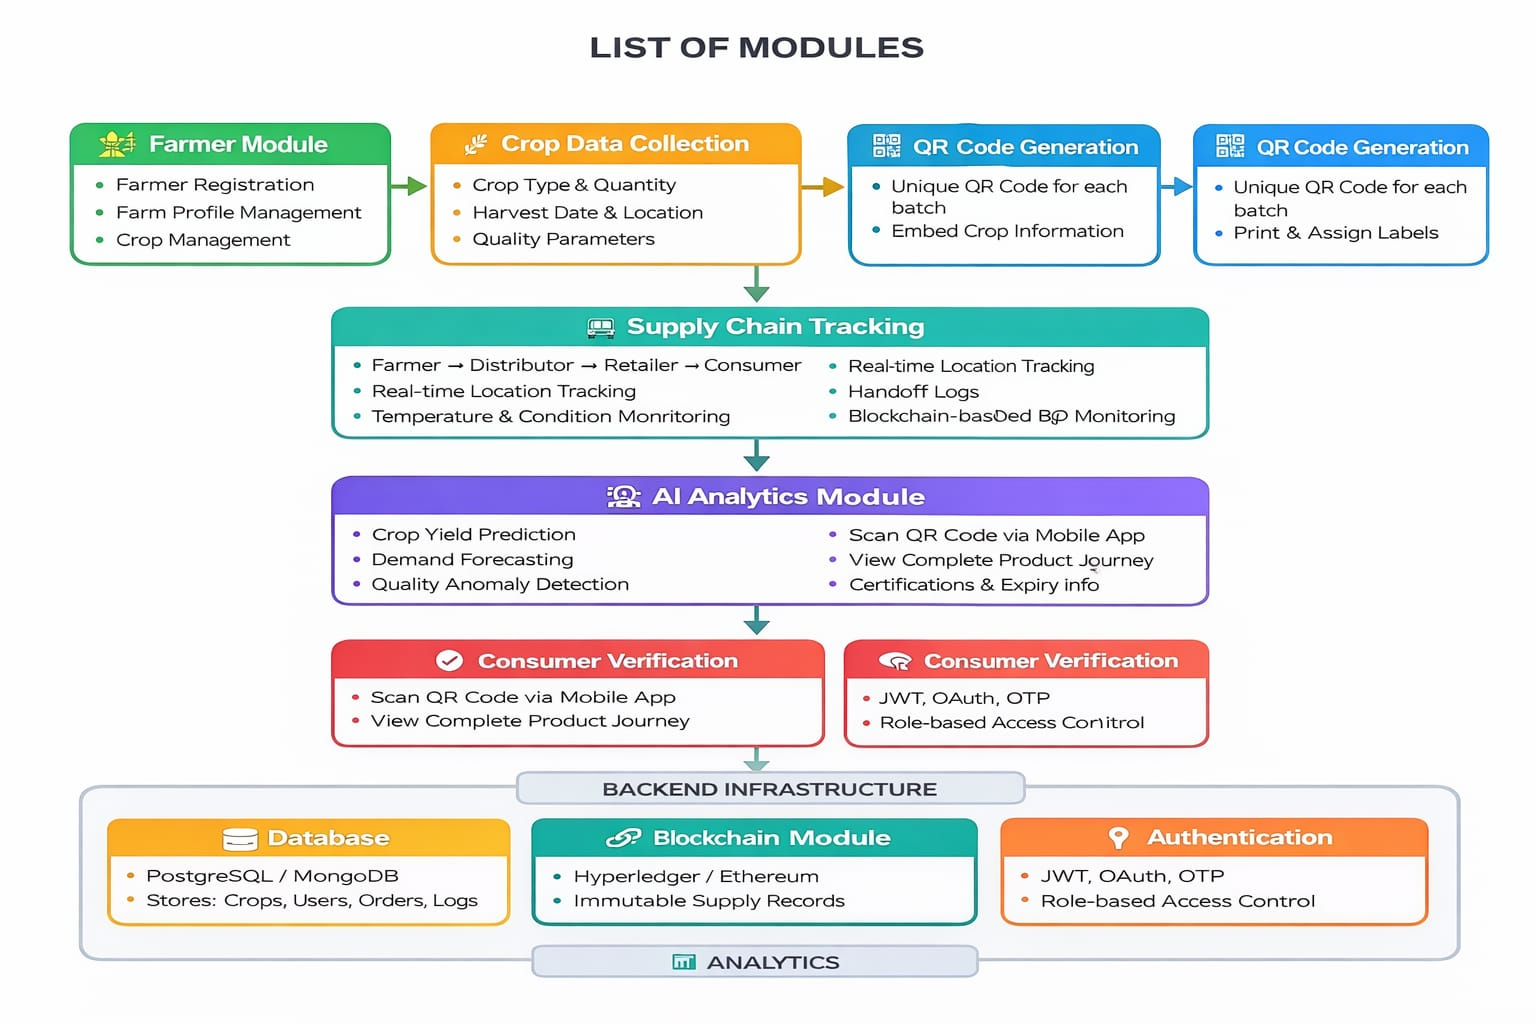 LIST OF MODULES
Farmer Module
• Farmer Registration
• Farm Profile Management
• Crop Management
Crop Data Collection
• Crop Type & Quantity
• Harvest Date & Location
• Quality Parameters
QR Code Generation
• Unique QR Code for each
batch
• Embed Crop Information
QR Code Generation
• Unique QR Code for each
batch
• Print & Assign Labels
Supply Chain Tracking
• Farmer → Distributor → Retailer → Consumer
• Real-time Location Tracking
• Temperature & Condition Monritoring
• Real-time Location Tracking
• Handoff Logs
• Monitoring
AI Analytics Module
• Crop Yield Prediction
• Demand Forecasting
• Quality Anomaly Detection
• Scan QR Code via Mobile App
• View Complete Product Journey
• Certifications & Expiry info
Consumer Verification
• Scan QR Code via Mobile App
• View Complete Product Journey
Consumer Verification
• JWT, OAuth, OTP
• Role-based Access
BACKEND INFRASTRUCTURE
Database
• PostgreSQL / MongoDB
• Stores: Crops, Users, Orders, Logs
Blockchain Module
• Hyperledger / Ethereum
• Immutable Supply Records
Authentication
• JWT, OAuth, OTP
• Role-based Access Control
ANALYTICS